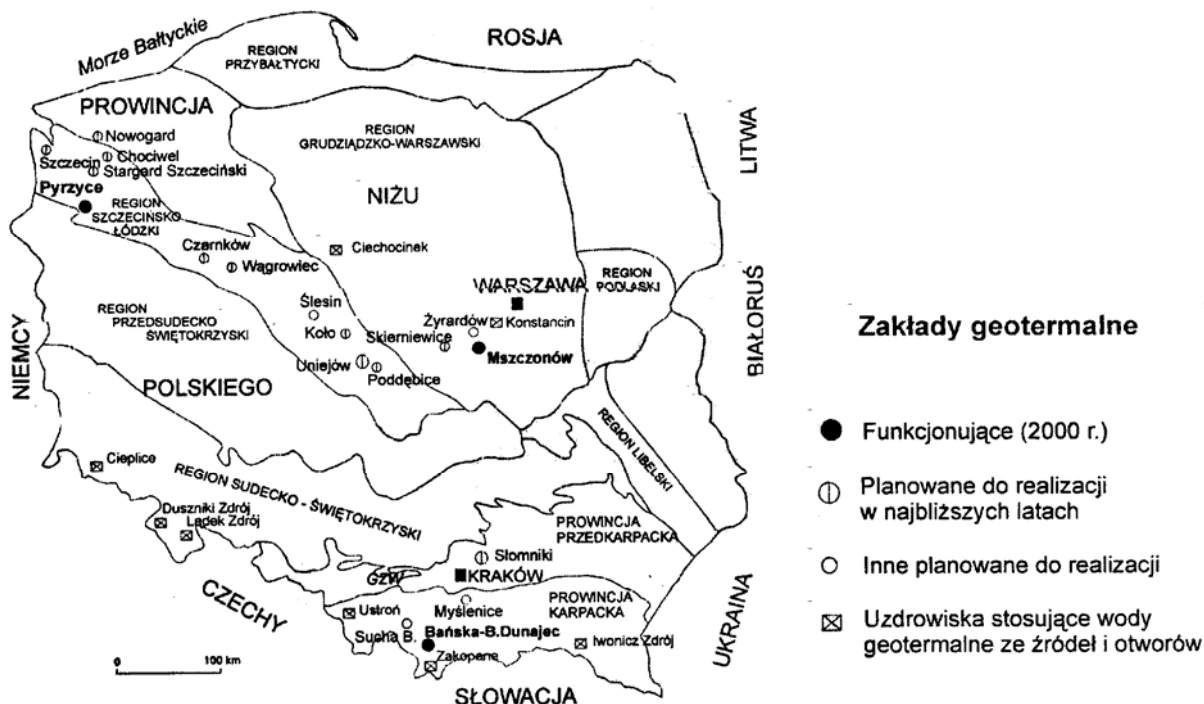 ROSJA
Morze Bałtyckie
REGION
PRZYBAŁTYCKI
PROWINCJA
LITWA
Nowogard
REGION
GRUDZIĄDZKO-WARSZAWSKI
Szczecin
Chociwel
Stargard Szczeciński
Pyrzyce
NIŻU
REGION
SZCZECIŃSKO
ŁÓDZKI
Czarnków
Wągrowiec
Ciechocinek
WARSZAWA
REGION
PODLASKI
BIAŁORUŚ
REGION
PRZEDSUDECKO
ŚWIĘTOKRZYSKI
Ślesin
Koło
Żyrardów
Konstancin
Skierniewice
Mszczonów
Uniejów
Poddębice
NIEMCY
POLSKIEGO
REGION LIBELSKI
Cieplice
REGION SUDECKO - ŚWIĘTOKRZYSKI
Duszniki Zdrój
Lądek Zdrój
PROWINCJA
PRZEDKARPACKA
Słomniki
GZW
KRAKÓW
CZECHY
Ustroń
Myślenice
PROWINCJA
KARPACKA
Sucha B.
Bańska-B.Dunajec
Iwonicz Zdrój
Zakopane
UKRAINA
0
100 km
SŁOWACJA
Zakłady geotermalne
Funkcjonujące (2000 r.)
Planowane do realizacji
w najbliższych latach
Inne planowane do realizacji
Uzdrowiska stosujące wody
geotermalne ze źródeł i otworów